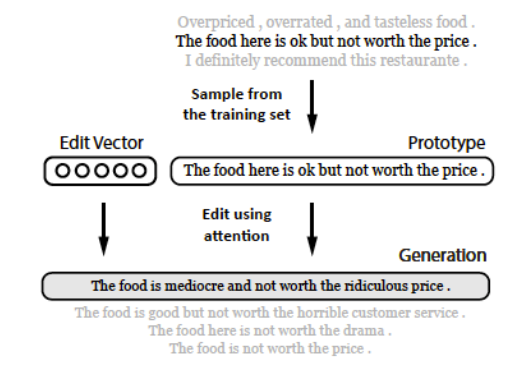 Overpriced , overrated , and tasteless food .
The food here is ok but not worth the price .
I definitely recommend this restaurante .
Sample from
the training set
Edit Vector
Prototype
The food here is ok but not worth the price .
Edit using
attention
Generation
The food is mediocre and not worth the ridiculous price .
The food is good but not worth the horrible customer service .
The food here is not worth the drama .
The food is not worth the price .